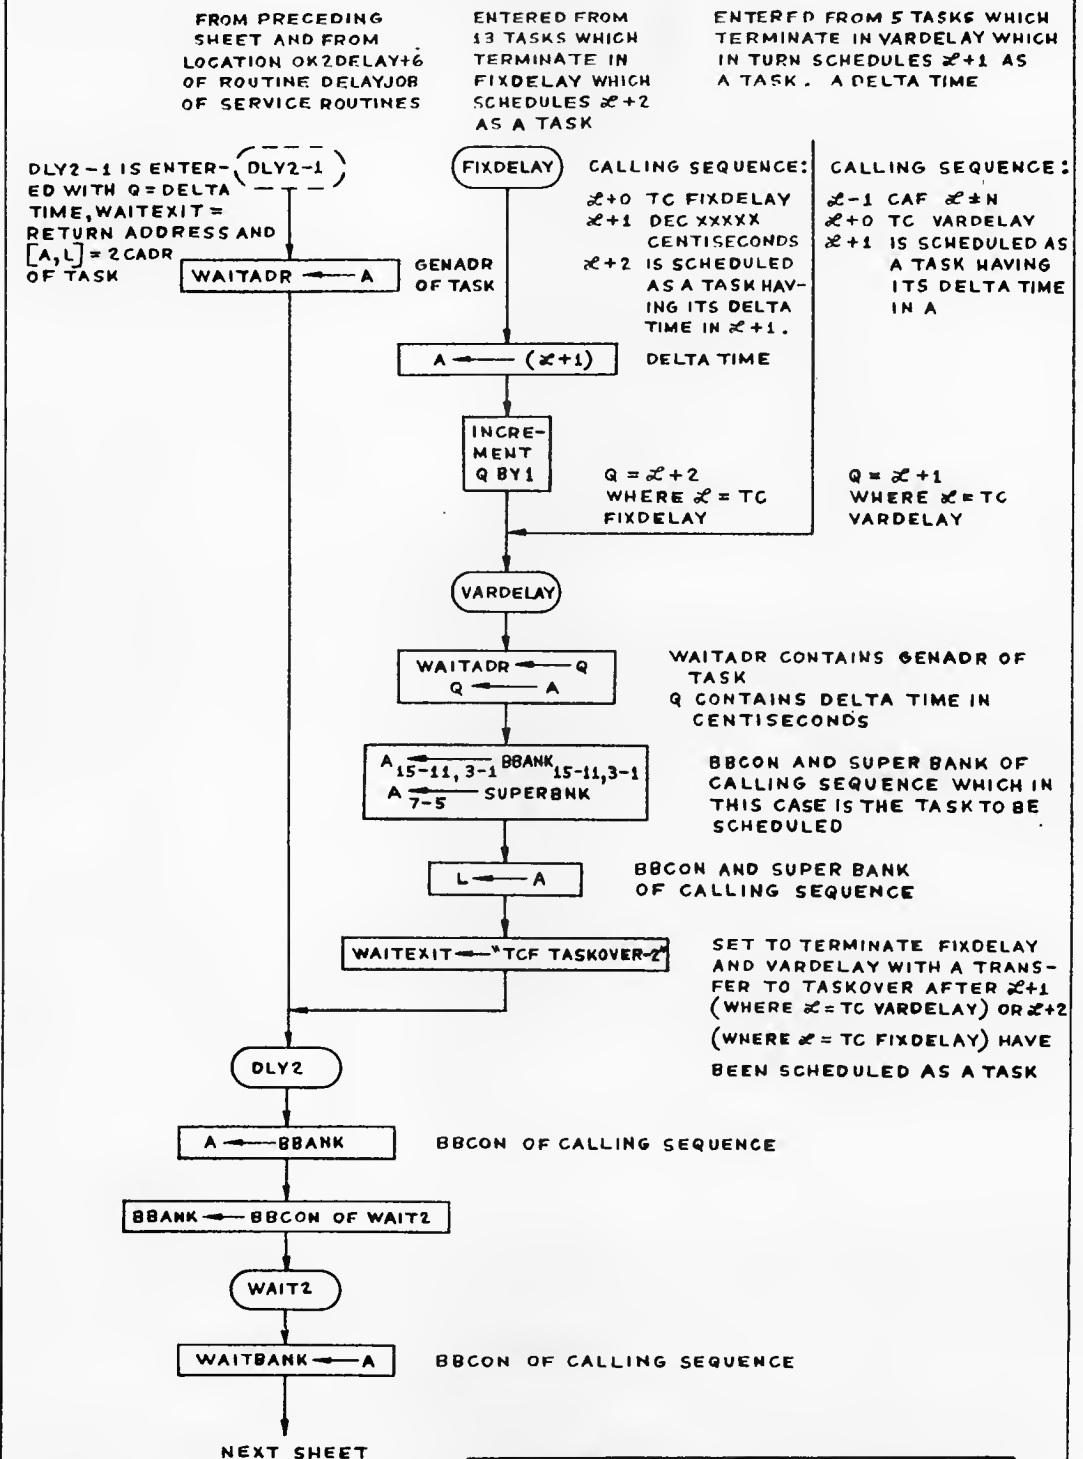 FROM PRECEDING
SHEET AND FROM
LOCATION OK2DELAY+6
OF ROUTINE DELAYJOB
OF SERVICE ROUTINES
ENTERED FROM
13 TASKS WHICH
TERMINATE IN
FIXDELAY WHICH
SCHEDULES ℒ+2
AS A TASK
ENTERED FROM 5 TASKS WHICH
TERMINATE IN VARDELAY WHICH
IN TURN SCHEDULES ℒ+1 AS
A TASK. A DELTA TIME
DLY2-1 IS ENTER-
ED WITH Q=DELTA
TIME, WAITEXIT =
RETURN ADDRESS AND
[A,L] = 2CADR
OF TASK
DLY2-1
WAITADR ← A
GENADR
OF TASK
FIXDELAY
CALLING SEQUENCE:
ℒ+0 TC FIXDELAY
ℒ+1 DEC XXXXX
CENTISECONDS
ℒ+2 IS SCHEDULED
AS A TASK HAV-
ING ITS DELTA
TIME IN ℒ+1.
CALLING SEQUENCE:
ℒ-1 CAF ℒ±N
ℒ+0 TC VARDELAY
ℒ+1 IS SCHEDULED AS
A TASK HAVING
ITS DELTA TIME
IN A
A ← (ℒ+1)
DELTA TIME
INCRE-
MENT
Q BY 1
Q = ℒ+2
WHERE ℒ = TC
FIXDELAY
Q = ℒ+1
WHERE ℒ = TC
VARDELAY
VARDELAY
WAITADR ← Q
Q ← A
WAITADR CONTAINS GENADR OF
TASK
Q CONTAINS DELTA TIME IN
CENTISECONDS
A 15-11, 3-1 ← BBANK 15-11,3-1
A 7-5 ← SUPERBNK
BBCON AND SUPER BANK OF
CALLING SEQUENCE WHICH IN
THIS CASE IS THE TASK TO BE
SCHEDULED
L ← A
BBCON AND SUPER BANK
OF CALLING SEQUENCE
WAITEXIT ← "TCF TASKOVER-2"
SET TO TERMINATE FIXDELAY
AND VARDELAY WITH A TRANS-
FER TO TASKOVER AFTER ℒ+1
(WHERE ℒ = TC VARDELAY) OR ℒ+2
(WHERE ℒ = TC FIXDELAY) HAVE
BEEN SCHEDULED AS A TASK
DLY2
A ← BBANK
BBCON OF CALLING SEQUENCE
BBANK ← BBCON OF WAIT2
WAIT2
WAITBANK ← A
BBCON OF CALLING SEQUENCE
NEXT SHEET